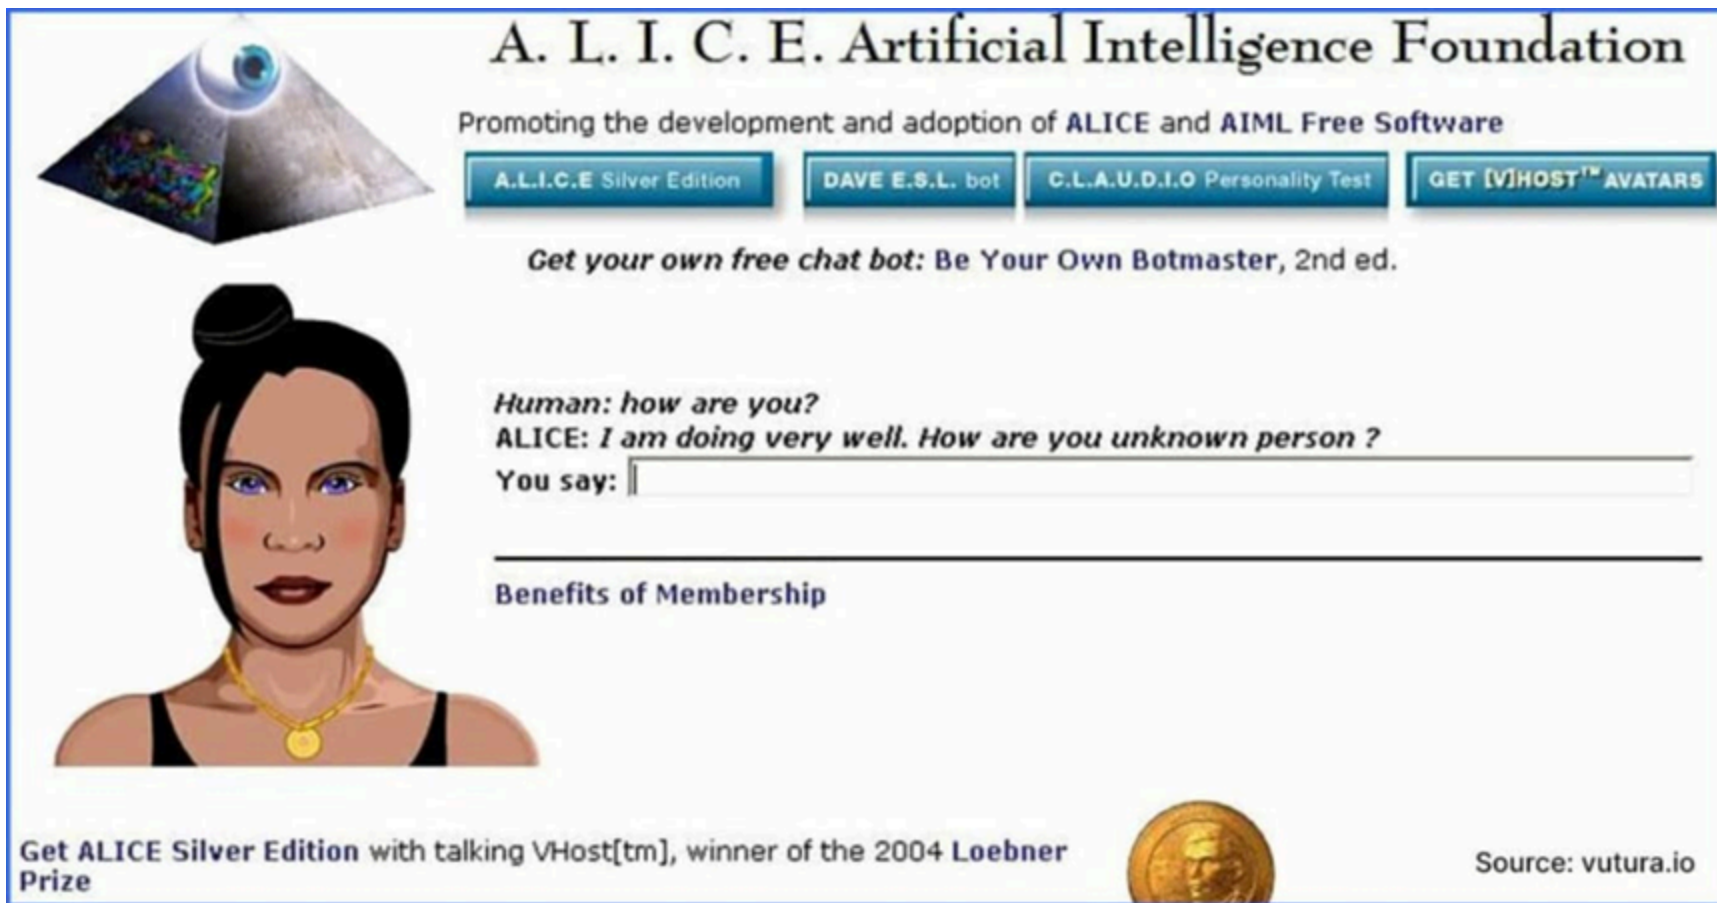 A. L. I. C. E. Artificial Intelligence Foundation
Promoting the development and adoption of ALICE and AIML Free Software
A.L.I.C.E Silver Edition
DAVE E.S.L. bot
C.L.A.U.D.I.O Personality Test
GET [V]HOST™ AVATARS
Get your own free chat bot: Be Your Own Botmaster, 2nd ed.
Human: how are you?
ALICE: I am doing very well. How are you unknown person ?
You say:
Benefits of Membership
Get ALICE Silver Edition with talking VHost[tm], winner of the 2004 Loebner
Prize
Source: vutura.io